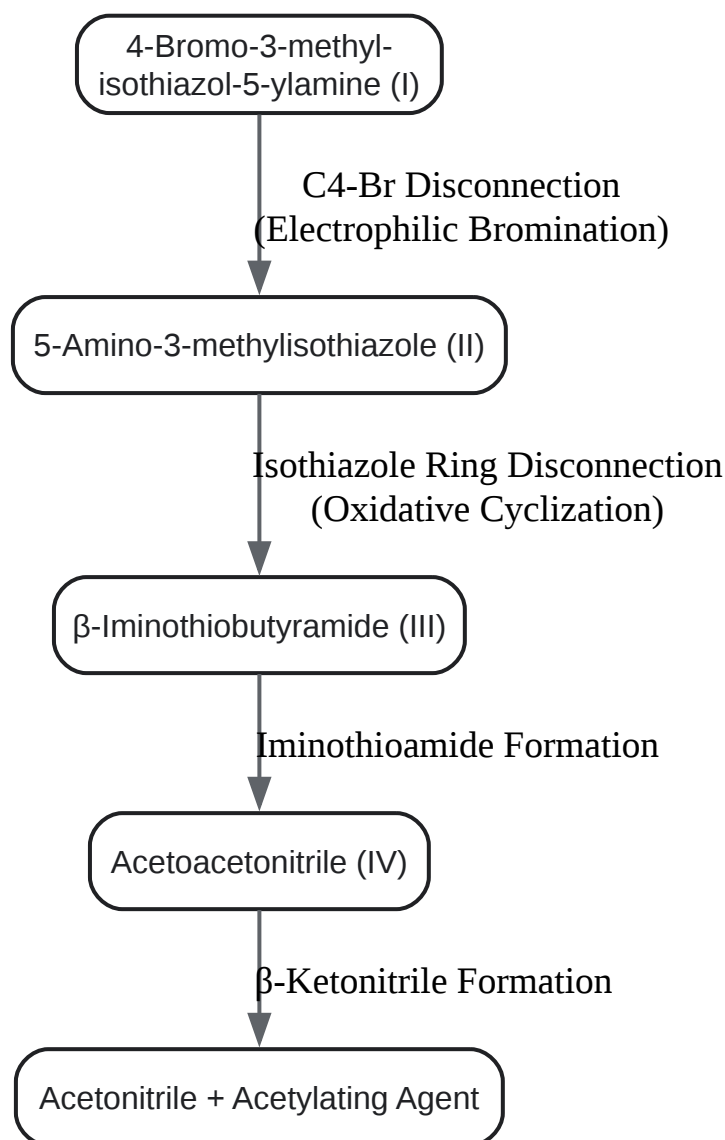 4-Bromo-3-methyl-
isothiazol-5-ylamine (I)
C4-Br Disconnection
(Electrophilic Bromination)
5-Amino-3-methylisothiazole (II)
Isothiazole Ring Disconnection
(Oxidative Cyclization)
β-Iminothiobutyramide (III)
Iminothioamide Formation
Acetoacetonitrile (IV)
β-Ketonitrile Formation
Acetonitrile + Acetylating Agent